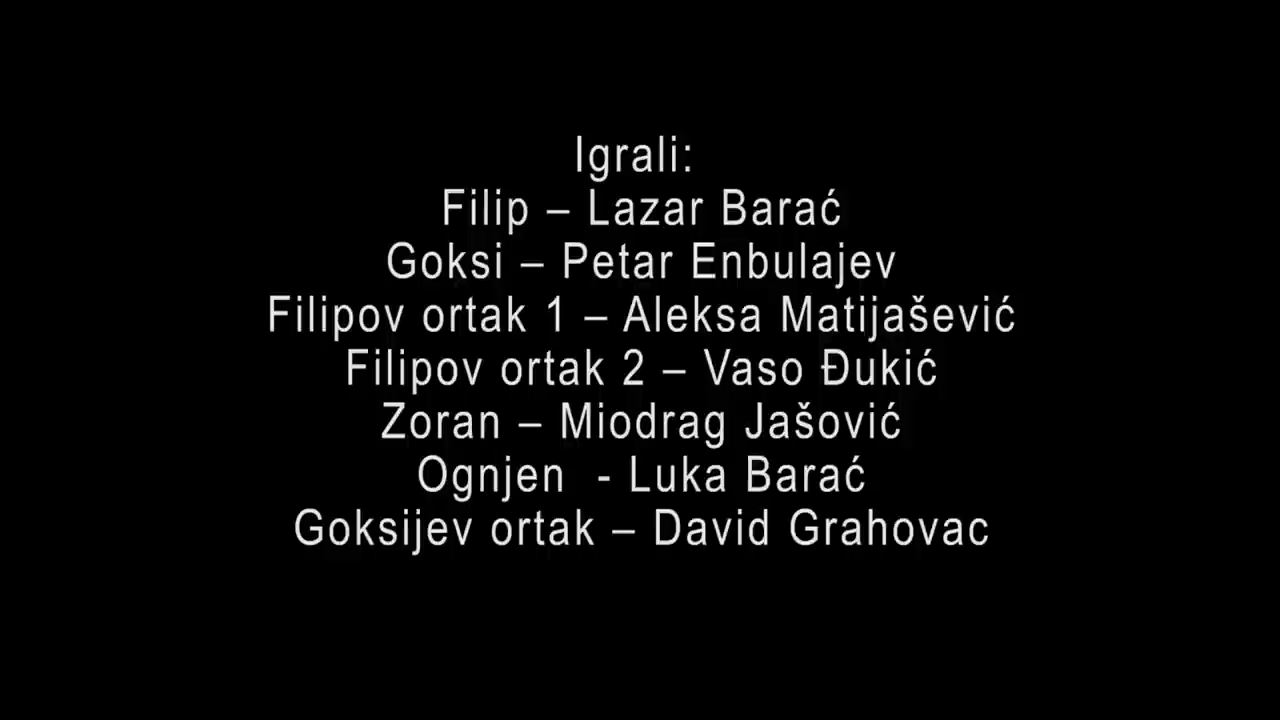 Igrali:
Filip – Lazar Barać
Goksi – Petar Enbulajev
Filipov ortak 1 – Aleksa Matijašević
Filipov ortak 2 – Vaso Đukić
Zoran – Miodrag Jašović
Ognjen  - Luka Barać
Goksijev ortak – David Grahovac